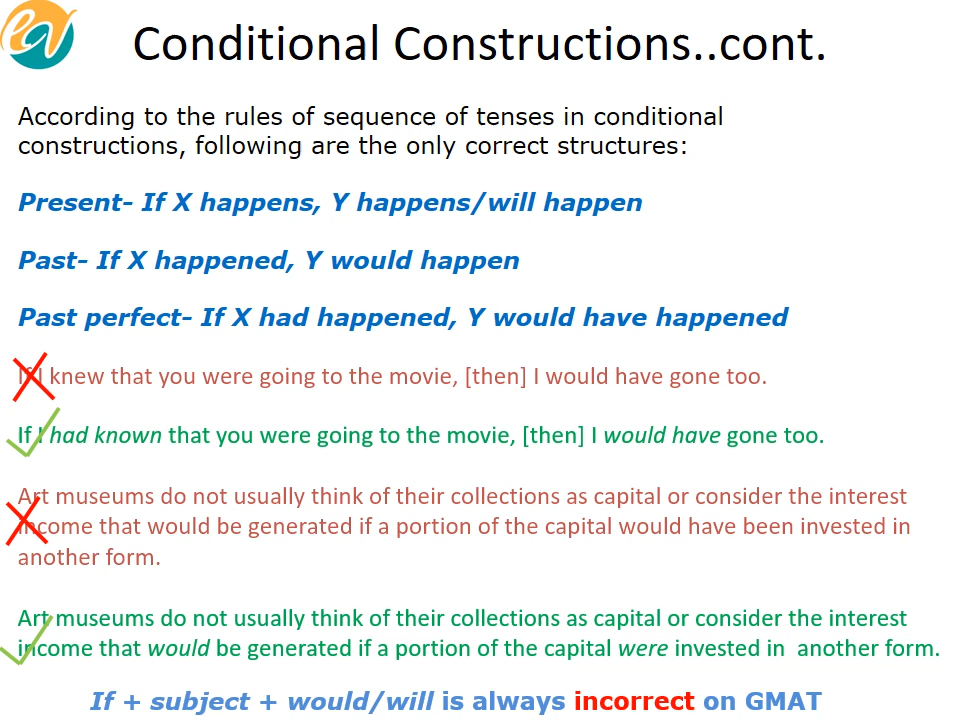 ev
Conditional Constructions..cont.
According to the rules of sequence of tenses in conditional
constructions, following are the only correct structures:
Present- If X happens, Y happens/will happen
Past- If X happened, Y would happen
Past perfect- If X had happened, Y would have happened
If I knew that you were going to the movie, [then] I would have gone too.
If I had known that you were going to the movie, [then] I would have gone too.
Art museums do not usually think of their collections as capital or consider the interest
income that would be generated if a portion of the capital would have been invested in
another form.
Art museums do not usually think of their collections as capital or consider the interest
income that would be generated if a portion of the capital were invested in another form.
If + subject + would/will is always incorrect on GMAT